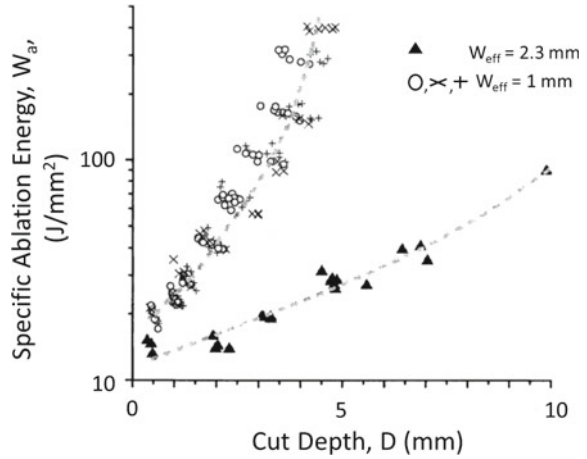 Specific Ablation Energy, Wₐ,
(J/mm²)
100
10
0
5
10
Cut Depth, D (mm)
▲ W_eff = 2.3 mm
○,×,+ W_eff = 1 mm